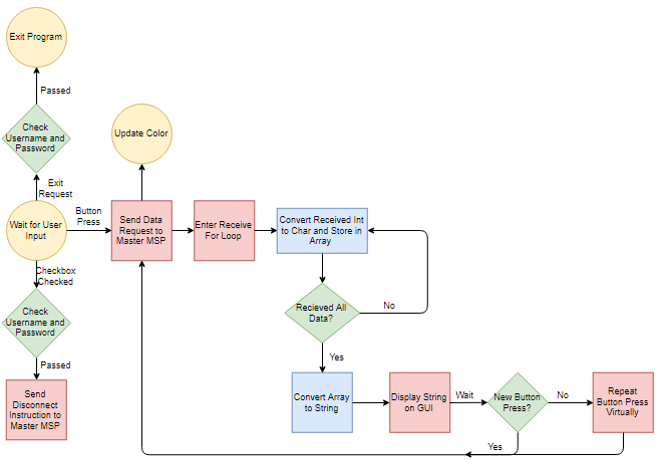 Exit Program
Passed
Check
Username and
Password
Exit
Request
Wait for User
Input
Button
Press
Update Color
Send Data
Request to
Master MSP
Enter Receive
For Loop
Convert Received Int
to Char and Store in
Array
Checkbox
Checked
Check
Username and
Password
Passed
Send
Disconnect
Instruction to
Master MSP
Recieved All
Data?
No
Yes
Convert Array
to String
Display String
on GUI
Wait
New Button
Press?
No
Repeat
Button Press
Virtually
Yes